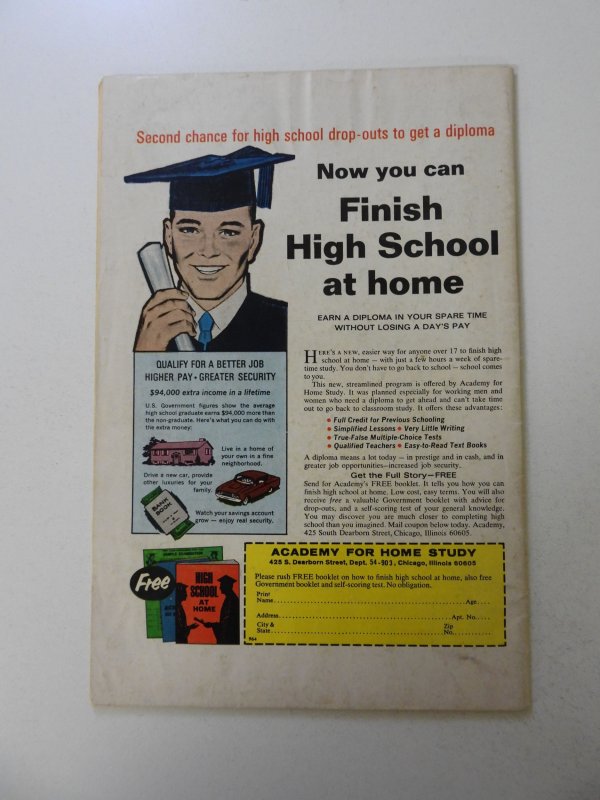 Second chance for high school drop-outs to get a diploma
Now you can
Finish
High School
at home
EARN A DIPLOMA IN YOUR SPARE TIME
WITHOUT LOSING A DAY'S PAY
QUALIFY FOR A BETTER JOB
HIGHER PAY • GREATER SECURITY
$94,000 extra income in a lifetime
U.S. Government figures show the average
high school graduate earns $94,000 more than
the non-graduate. Here's what you can do with
the extra money:
Live in a home of
your own in a fine
neighborhood.
Drive a new car, provide
other luxuries for your
family.
BANK
BOOK
Watch your savings account
grow — enjoy real security.
HERE'S A NEW, easier way for anyone over 17 to finish high
school at home — with just a few hours a week of spare-
time study. You don't have to go back to school — school comes
to you.
This new, streamlined program is offered by Academy for
Home Study. It was planned especially for working men and
women who need a diploma to get ahead and can't take time
out to go back to classroom study. It offers these advantages:
• Full Credit for Previous Schooling
• Simplified Lessons • Very Little Writing
• True-False Multiple-Choice Tests
• Qualified Teachers • Easy-to-Read Text Books
A diploma means a lot today — in prestige and in cash, and in
greater job opportunities—increased job security.
Get the Full Story—FREE
Send for Academy's FREE booklet. It tells you how you can
finish high school at home. Low cost, easy terms. You will also
receive free a valuable Government booklet with advice for
drop-outs, and a self-scoring test of your general knowledge.
You may discover you are much closer to completing high
school than you imagined. Mail coupon below today. Academy,
425 South Dearborn Street, Chicago, Illinois 60605.
Free
HIGH
SCHOOL
AT
HOME
ACADEMY FOR HOME STUDY
425 S. Dearborn Street, Dept. 54-903, Chicago, Illinois 60605
Please rush FREE booklet on how to finish high school at home, also free
Government booklet and self-scoring test. No obligation.
Print
Name Age
Address Apt. No.
City & Zip
State No.